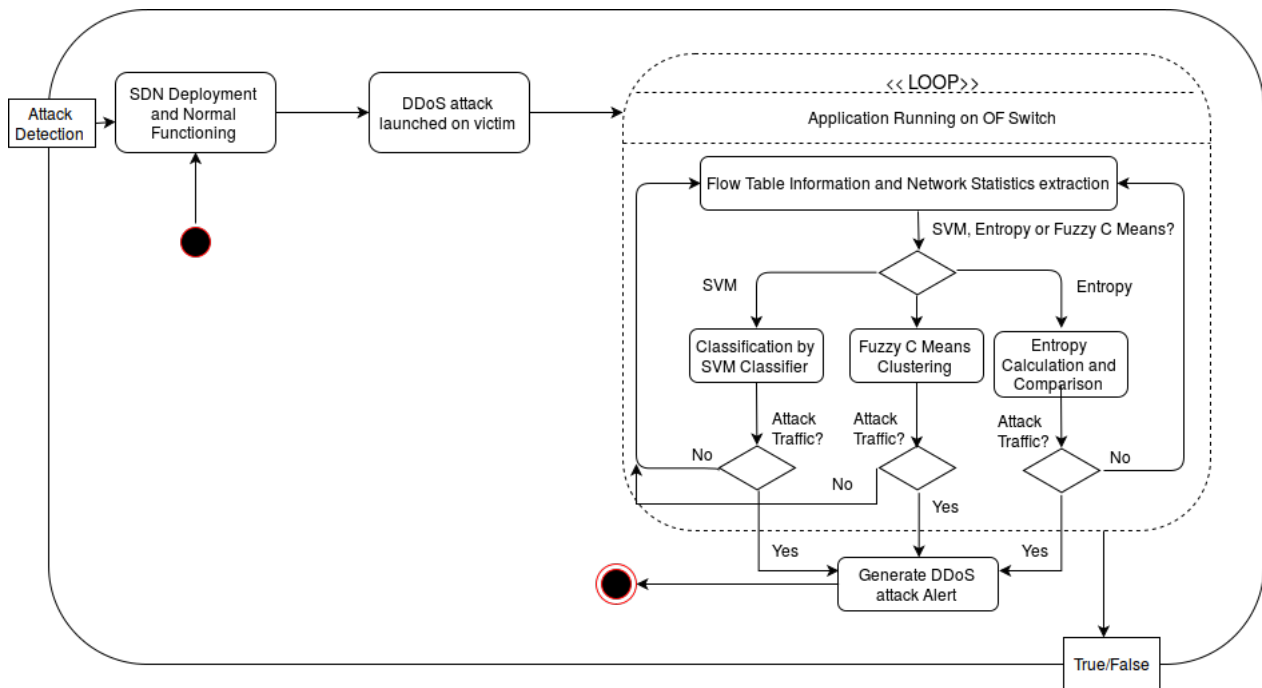 Attack
Detection
SDN Deployment
and Normal
Functioning
DDoS attack
launched on victim
<< LOOP>>
Application Running on OF Switch
Flow Table Information and Network Statistics extraction
SVM, Entropy or Fuzzy C Means?
SVM
Entropy
Classification by
SVM Classifier
Fuzzy C Means
Clustering
Entropy
Calculation and
Comparison
Attack
Traffic?
Attack
Traffic?
Attack
Traffic?
No
No
No
Yes
Yes
Yes
Generate DDoS
attack Alert
True/False